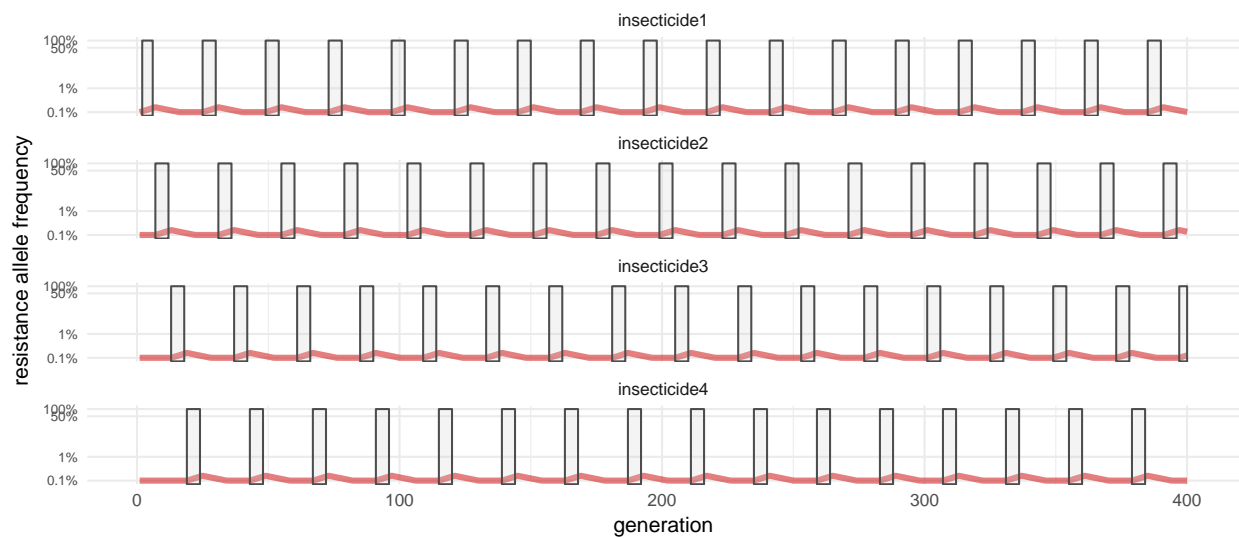 insecticide1
100%
50%
1%
0.1%
insecticide2
100%
50%
1%
0.1%
insecticide3
100%
50%
1%
0.1%
insecticide4
100%
50%
1%
0.1%
resistance allele frequency
0 100 200 300 400
generation